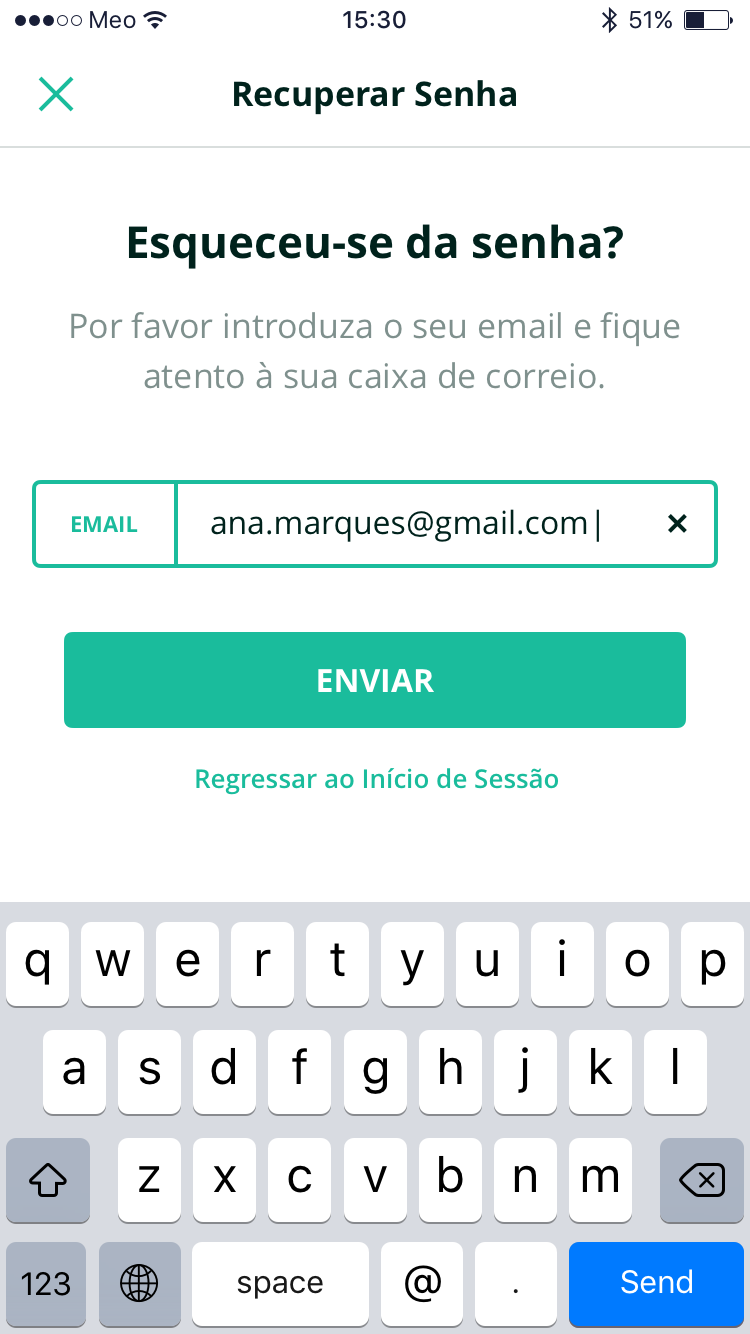 Meo 15:30 51%
Recuperar Senha
Esqueceu-se da senha?
Por favor introduza o seu email e fique
atento à sua caixa de correio.
EMAIL ana.marques@gmail.com
ENVIAR
Regressar ao Início de Sessão
q w e r t y u i o p
a s d f g h j k l
z x c v b n m
123 space @ . Send